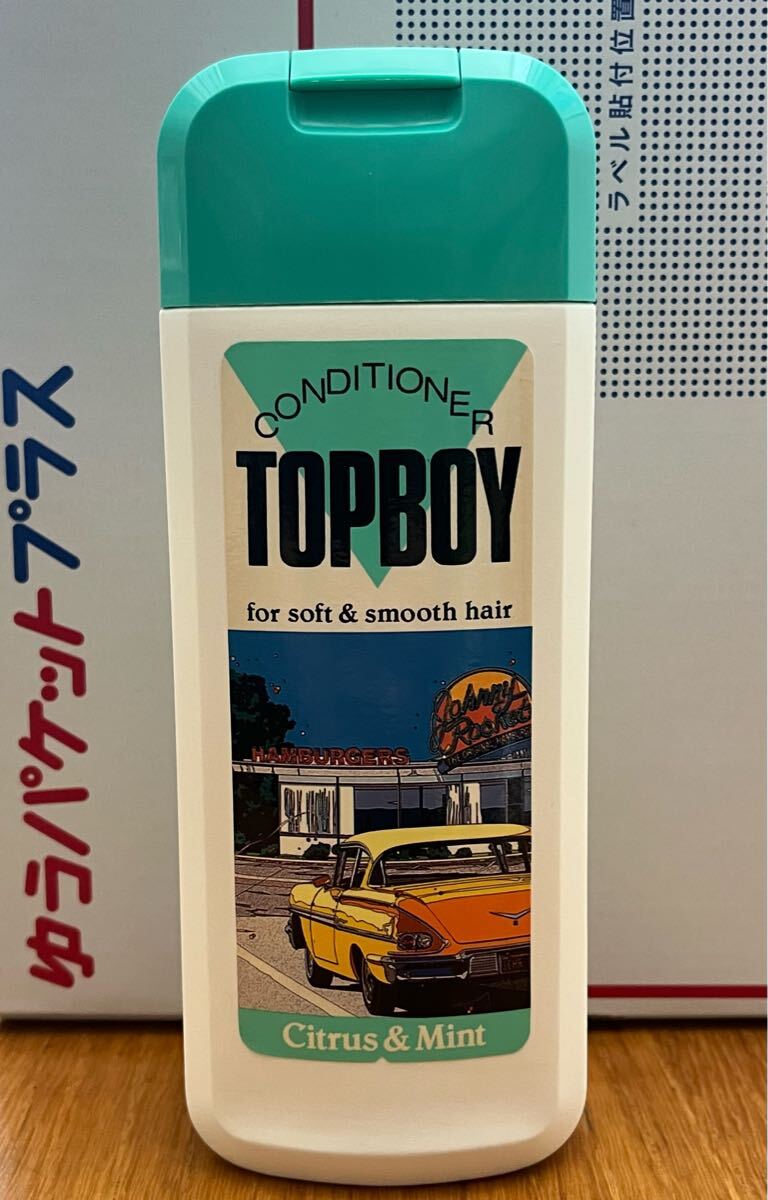 ラベル貼付位置
ゆうパケットプラス
CONDITIONER
TOPBOY
for soft & smooth hair
Johnny
Rockets
HAMBURGERS
Citrus & Mint